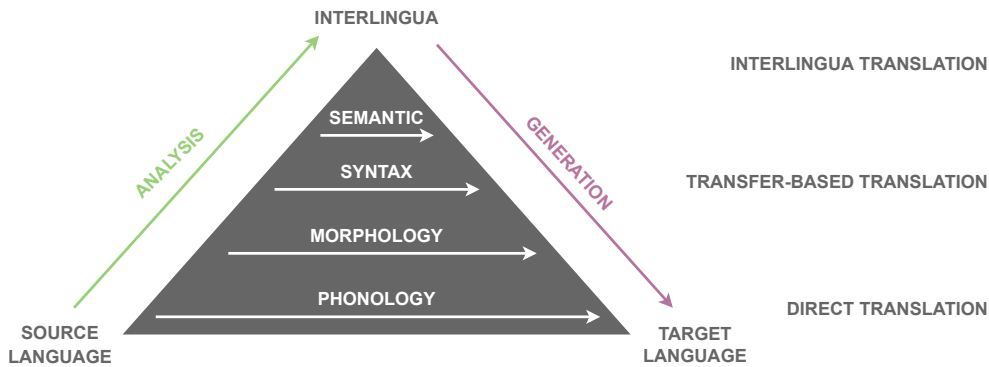 INTERLINGUA
INTERLINGUA TRANSLATION
SEMANTIC
ANALYSIS
GENERATION
SYNTAX
TRANSFER-BASED TRANSLATION
MORPHOLOGY
PHONOLOGY
DIRECT TRANSLATION
SOURCE
LANGUAGE
TARGET
LANGUAGE